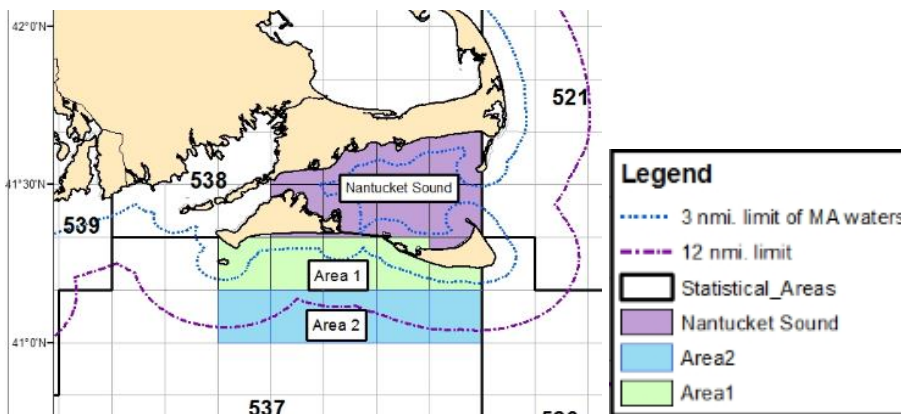 42°0'N
521
538
41°30'N
Nantucket Sound
539
Area 1
Area 2
41°0'N
537
Legend
3 nmi. limit of MA waters
12 nmi. limit
Statistical_Areas
Nantucket Sound
Area2
Area1